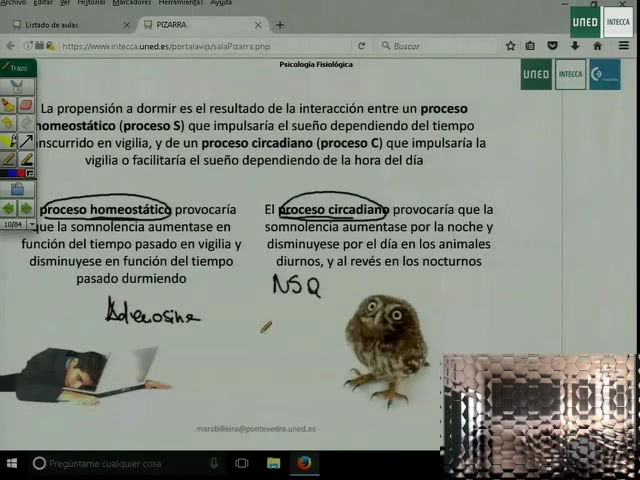 Archivo Editar Ver Historial Marcadores Herramientas Ayuda
Listado de aulas
PIZARRA
https://www.intecca.uned.es/portalavip/salaPizarra.php
Buscar
UNED
INTECCA
Psicología Fisiológica
UNED
INTECCA
Trazo
10/84
La propensión a dormir es el resultado de la interacción entre un proceso
homeostático (proceso S) que impulsaría el sueño dependiendo del tiempo
transcurrido en vigilia, y de un proceso circadiano (proceso C) que impulsaría la
vigilia o facilitaría el sueño dependiendo de la hora del día
proceso homeostático provocaría
que la somnolencia aumentase en
función del tiempo pasado en vigilia y
disminuyese en función del tiempo
pasado durmiendo
Adenosina
El proceso circadiano provocaría que la
somnolencia aumentase por la noche y
disminuyese por el día en los animales
diurnos, y al revés en los nocturnos
NSQ
marabilleira@pontevedra.uned.es
Pregúntame cualquier cosa